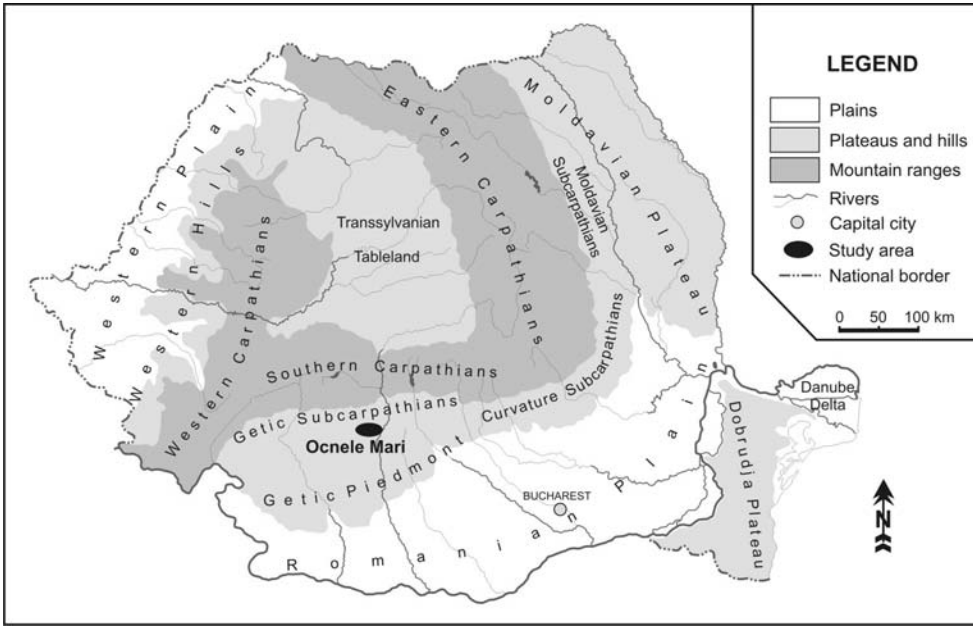 LEGEND
Plains
Plateaus and hills
Mountain ranges
Rivers
Capital city
Study area
National border
0 50 100 km
Eastern Carpathians
Moldavian Plateau
Moldavian
Subcarpathians
Western Plain
Western Hills
Transsylvanian
Tableland
Western Carpathians
Southern Carpathians
Getic Subcarpathians
Curvature Subcarpathians
Ocnele Mari
Getic Piedmont
Romanian Plain
BUCHAREST
Danube
Delta
Dobrudja Plateau
N